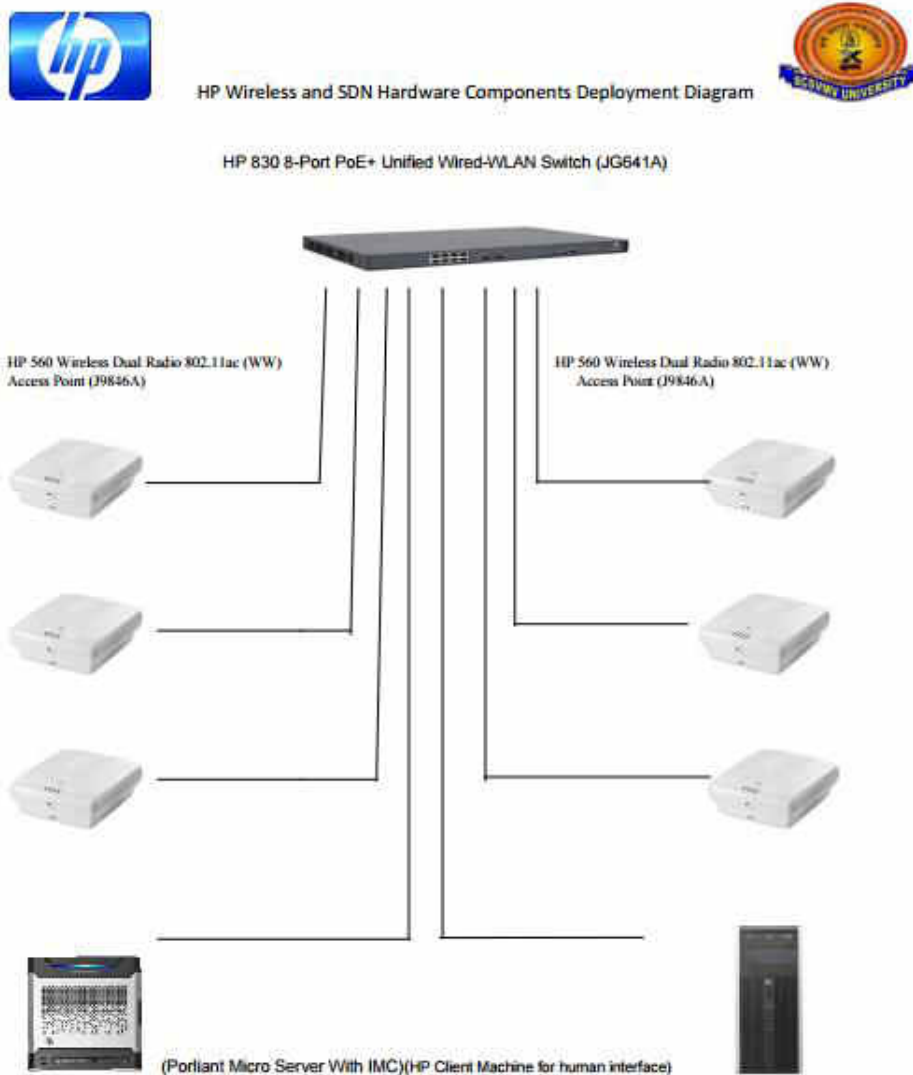 hp
HP Wireless and SDN Hardware Components Deployment Diagram
SCSVMV UNIVERSITY
HP 830 8-Port PoE+ Unified Wired-WLAN Switch (JG641A)
HP 560 Wireless Dual Radio 802.11ac (WW)
Access Point (J9846A)
HP 560 Wireless Dual Radio 802.11ac (WW)
Access Point (J9846A)
(Porliant Micro Server With IMC)(HP Client Machine for human interface)